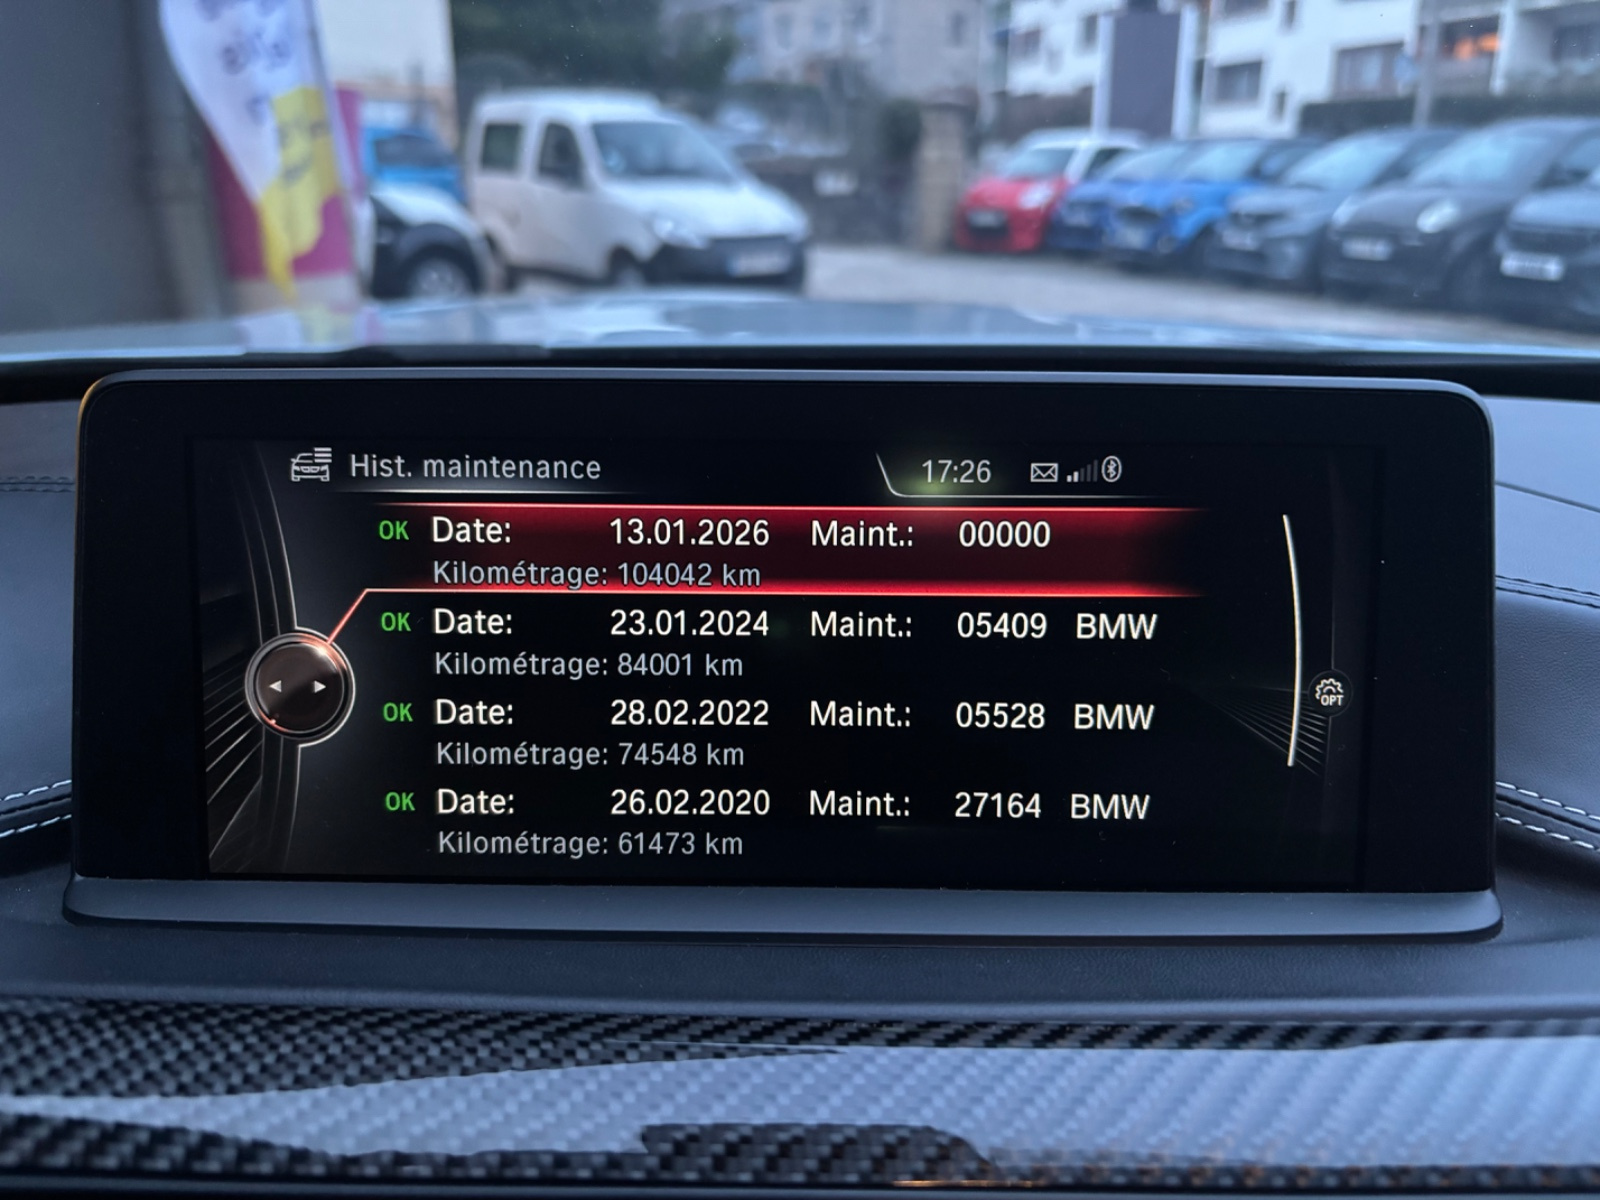 Hist. maintenance 17:26
OK Date: 13.01.2026 Maint.: 00000
Kilométrage: 104042 km
OK Date: 23.01.2024 Maint.: 05409 BMW
Kilométrage: 84001 km
OK Date: 28.02.2022 Maint.: 05528 BMW
Kilométrage: 74548 km
OK Date: 26.02.2020 Maint.: 27164 BMW
Kilométrage: 61473 km
OPT